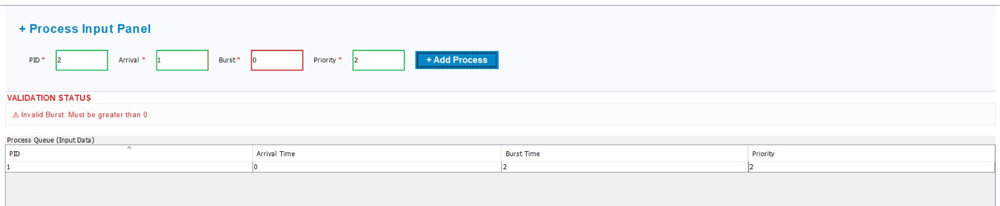 + Process Input Panel
PID * 2 Arrival * 1 Burst * 0 Priority * 2 + Add Process
VALIDATION STATUS
⚠ Invalid Burst: Must be greater than 0
Process Queue (Input Data)
PID Arrival Time Burst Time Priority
1 0 2 2